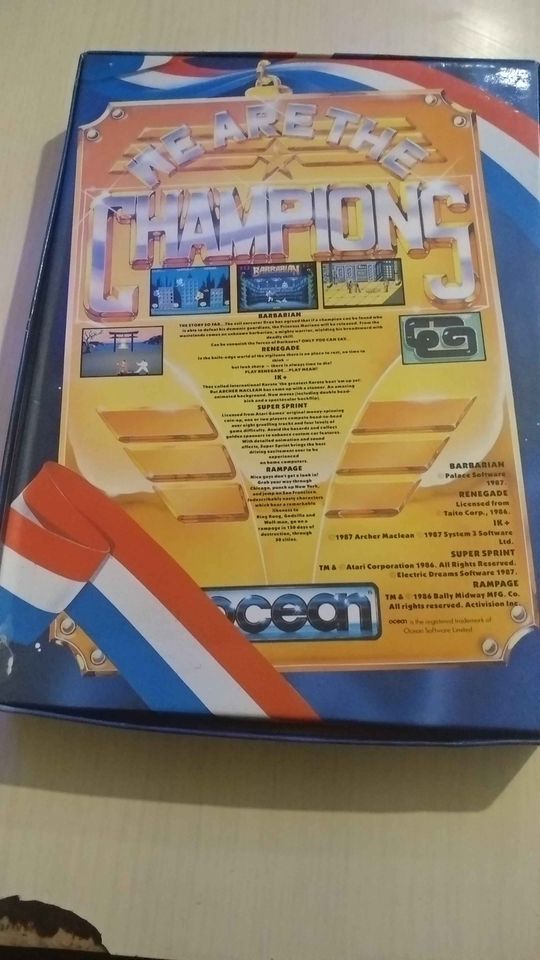 WE ARE THE
CHAMPIONS
BARBARIAN
BARBARIAN
THE STORY SO FAR... The evil sorcerer Drax has agreed that if a champion can be found who
is able to defeat his demonic guardians, the Princess Mariana will be released. From the
wastelands comes an unknown barbarian, a mighty warrior, wielding his broadsword with
deadly skill.
Can he conquer the forces of Darkness? ONLY YOU CAN SAY...
RENEGADE
In the knife-edge world of the vigilante there is no place to rest, no time to
think —
but look sharp — there is always time to die!
PLAY RENEGADE... PLAY MEAN!
IK+
They called International Karate 'the greatest Karate beat 'em up yet'.
But ARCHER MACLEAN has come up with a stunner. An amazing
animated background. New moves (including double head-
kick and a spectacular backflip).
SUPER SPRINT
Licensed from Atari Games' original money-spinning
coin-up, one or two players compete head-to-head
over eight gruelling tracks and four levels of
game difficulty. Avoid the hazards and collect
golden spanners to enhance custom car features.
With detailed animation and sound
effects, Super Sprint brings the best
driving excitement ever to be
experienced
on home computers.
RAMPAGE
Nice guys don't get a look in!
Grab your way through
Chicago, punch up New York,
and jump on San Francisco.
Indescribably nasty characters
which bear a remarkable
likeness to
King Kong, Godzilla and
Wolf-man, go on a
rampage in 150 days of
destruction, through
50 cities.
BARBARIAN
© Palace Software
1987.
RENEGADE
Licensed from
Taito Corp., 1986.
IK+
©1987 Archer Maclean © 1987 System 3 Software
Ltd.
SUPER SPRINT
TM & ©Atari Corporation 1986. All Rights Reserved.
©Electric Dreams Software 1987.
RAMPAGE
TM & ©1986 Bally Midway MFG. Co.
All rights reserved. Activision Inc.
ocean is the registered trademark of
Ocean Software Limited
ocean